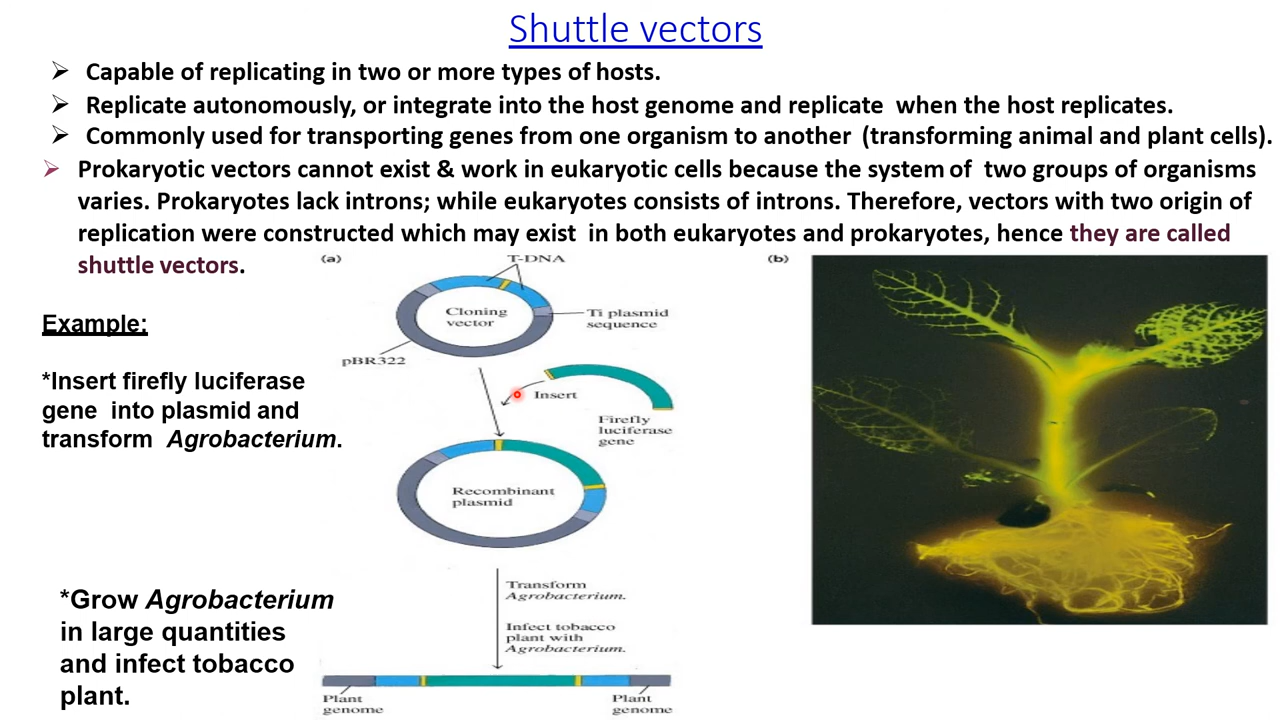 Shuttle vectors
➢ Capable of replicating in two or more types of hosts.
➢ Replicate autonomously, or integrate into the host genome and replicate when the host replicates.
➢ Commonly used for transporting genes from one organism to another (transforming animal and plant cells).
➢ Prokaryotic vectors cannot exist & work in eukaryotic cells because the system of two groups of organisms
varies. Prokaryotes lack introns; while eukaryotes consists of introns. Therefore, vectors with two origin of
replication were constructed which may exist in both eukaryotes and prokaryotes, hence they are called
shuttle vectors.
Example:
*Insert firefly luciferase
gene into plasmid and
transform Agrobacterium.
*Grow Agrobacterium
in large quantities
and infect tobacco
plant.
(a)
T-DNA
Cloning
vector
Ti plasmid
sequence
pBR322
Insert
Firefly
luciferase
gene
Recombinant
plasmid
Transform
Agrobacterium.
Infect tobacco
plant with
Agrobacterium.
Plant
genome
Plant
genome
(b)